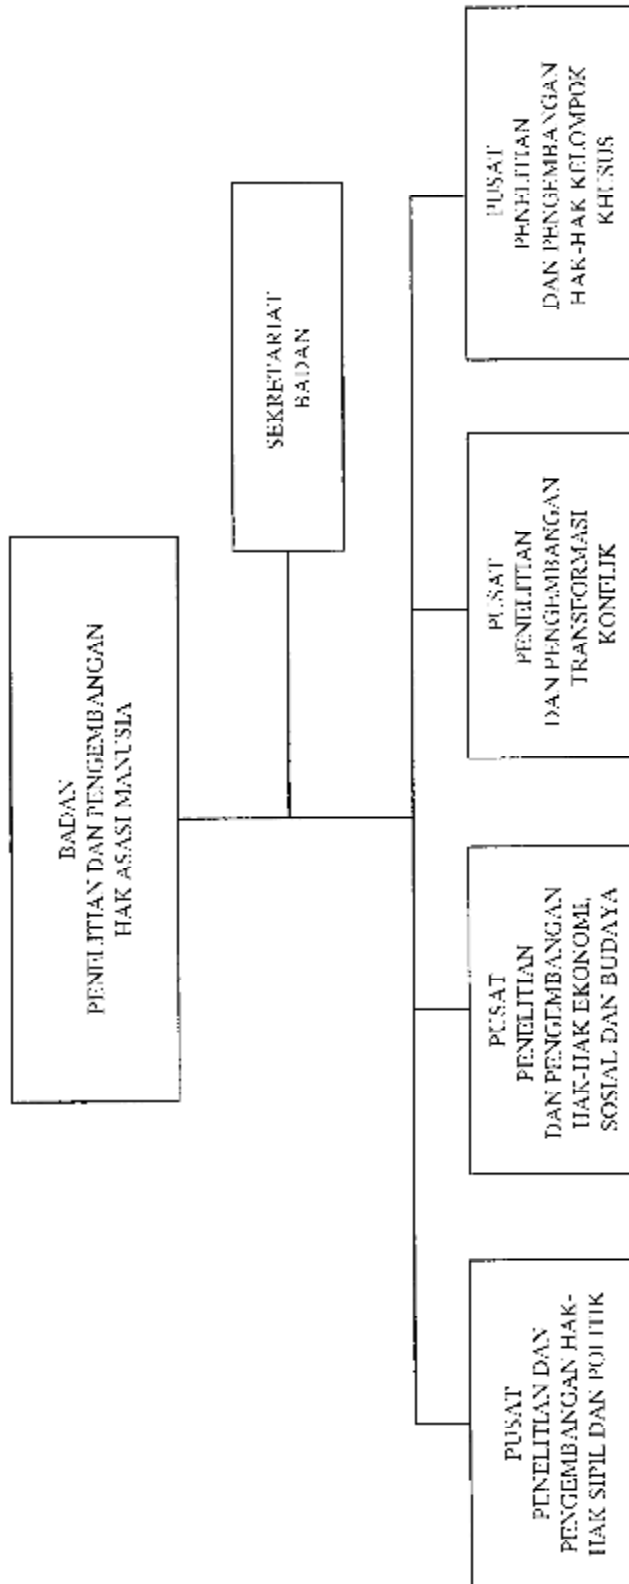 BADAN
PENELITIAN DAN PENGEMBANGAN
HAK ASASI MANUSIA
SEKRETARIAT
BADAN
PUSAT
PENELITIAN DAN
PENGEMBANGAN HAK-
HAK SIPIL DAN POLITIK
PUSAT
PENELITIAN
DAN PENGEMBANGAN
HAK-HAK EKONOMI,
SOSIAL DAN BUDAYA
PUSAT
PENELITIAN
DAN PENGEMBANGAN
TRANSFORMASI
KONFLIK
PUSAT
PENELITIAN
DAN PENGEMBANGAN
HAK-HAK KELOMPOK
KHUSUS